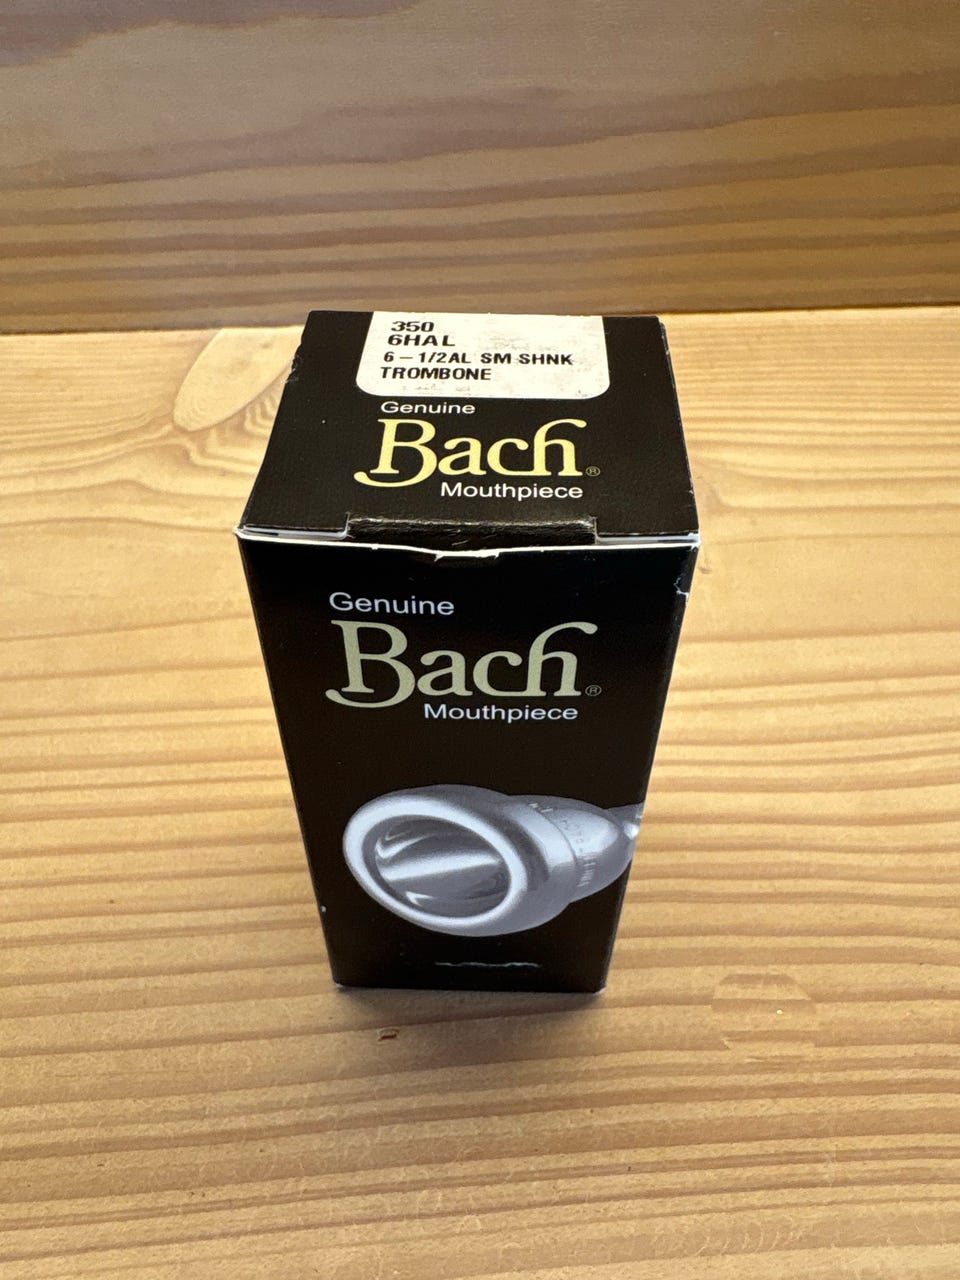 350
6HAL
6 – 1/2AL SM SHNK
TROMBONE
Genuine
Bach®
Mouthpiece
Genuine
Bach®
Mouthpiece